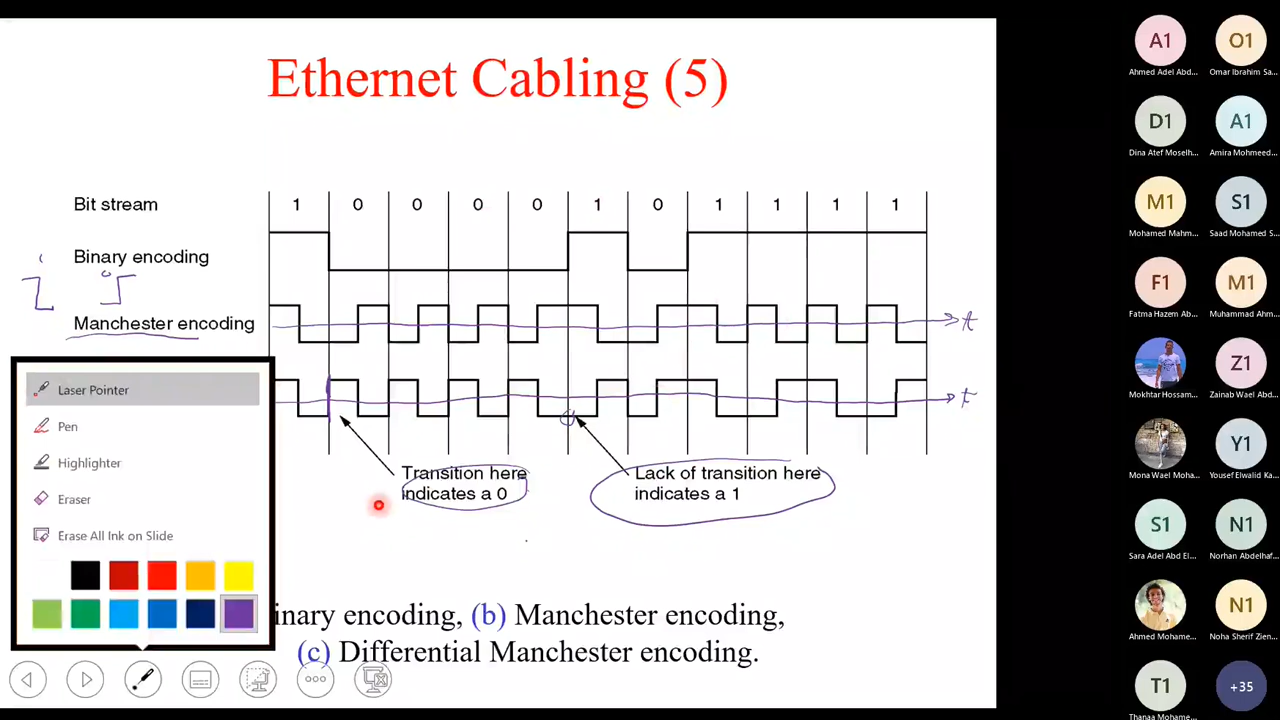 Ethernet Cabling (5)
Bit stream
1 0 0 0 0 1 0 1 1 1
Binary encoding
Manchester encoding
t
t
Transition here
indicates a 0
Lack of transition here
indicates a 1
inary encoding, (b) Manchester encoding,
(c) Differential Manchester encoding.
Laser Pointer
Pen
Highlighter
Eraser
Erase All Ink on Slide
A1
Ahmed Adel Abd...
O1
Omar Ibrahim Sa...
D1
Dina Atef Moselh...
A1
Amira Mohmeed...
M1
Mohamed Mahm...
S1
Saad Mohamed S...
F1
Fatma Hazem Ab...
M1
Muhammad Ahm...
Mokhtar Hossam...
Z1
Zainab Wael Abd...
Mona Wael Moha...
Y1
Yousef Elwalid Ka...
S1
Sara Adel Abd El...
N1
Norhan Abdelhaf...
Ahmed Mohame...
N1
Noha Sherif Zien...
T1
Thanaa Mohame...
+35